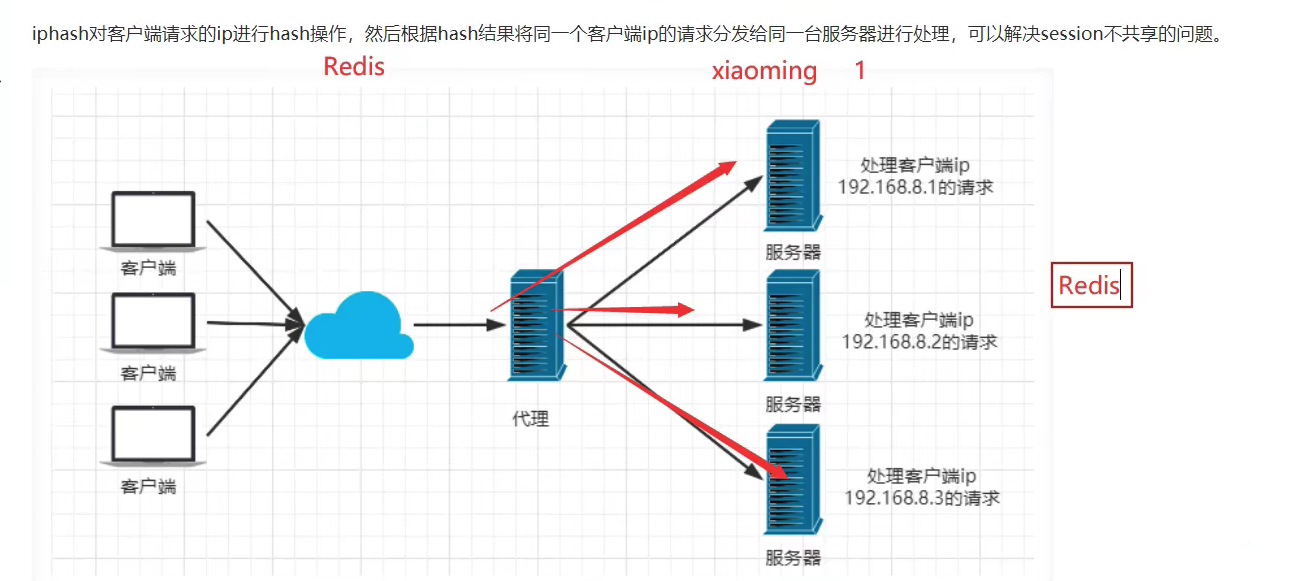 iphash对客户端请求的ip进行hash操作，然后根据hash结果将同一个客户端ip的请求分发给同一台服务器进行处理，可以解决session不共享的问题。
Redis
xiaoming 1
处理客户端ip
192.168.8.1的请求
服务器
客户端
Redis
处理客户端ip
192.168.8.2的请求
客户端
服务器
代理
处理客户端ip
192.168.8.3的请求
客户端
服务器